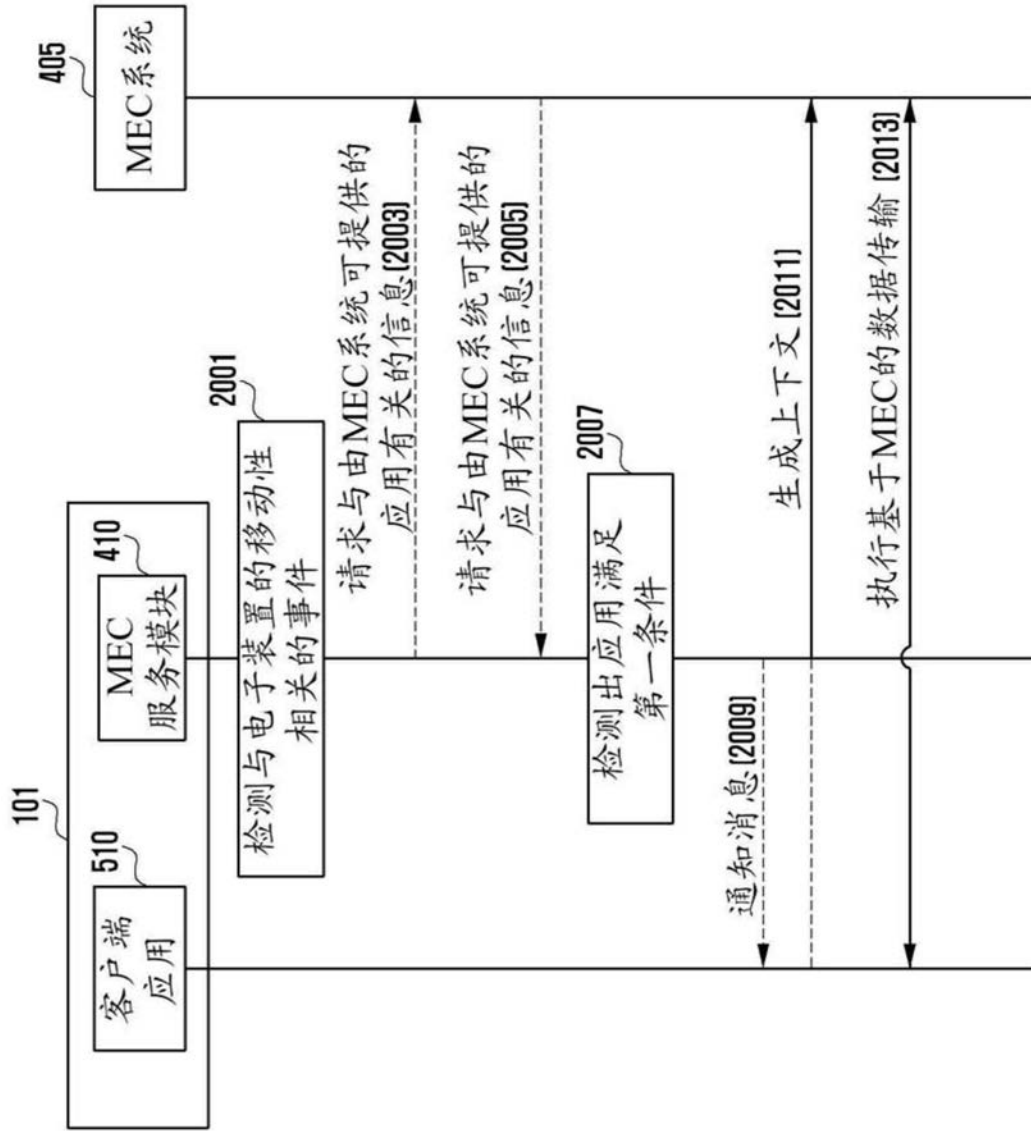 101
510
客户端
应用
410
MEC
服务模块
405
MEC系统
2001
检测与电子装置的移动性
相关的事件
请求与由MEC系统可提供的
应用有关的信息(2003)
请求与由MEC系统可提供的
应用有关的信息(2005)
2007
检测出应用满足
第一条件
通知消息(2009)
生成上下文(2011)
执行基于MEC的数据传输(2013)